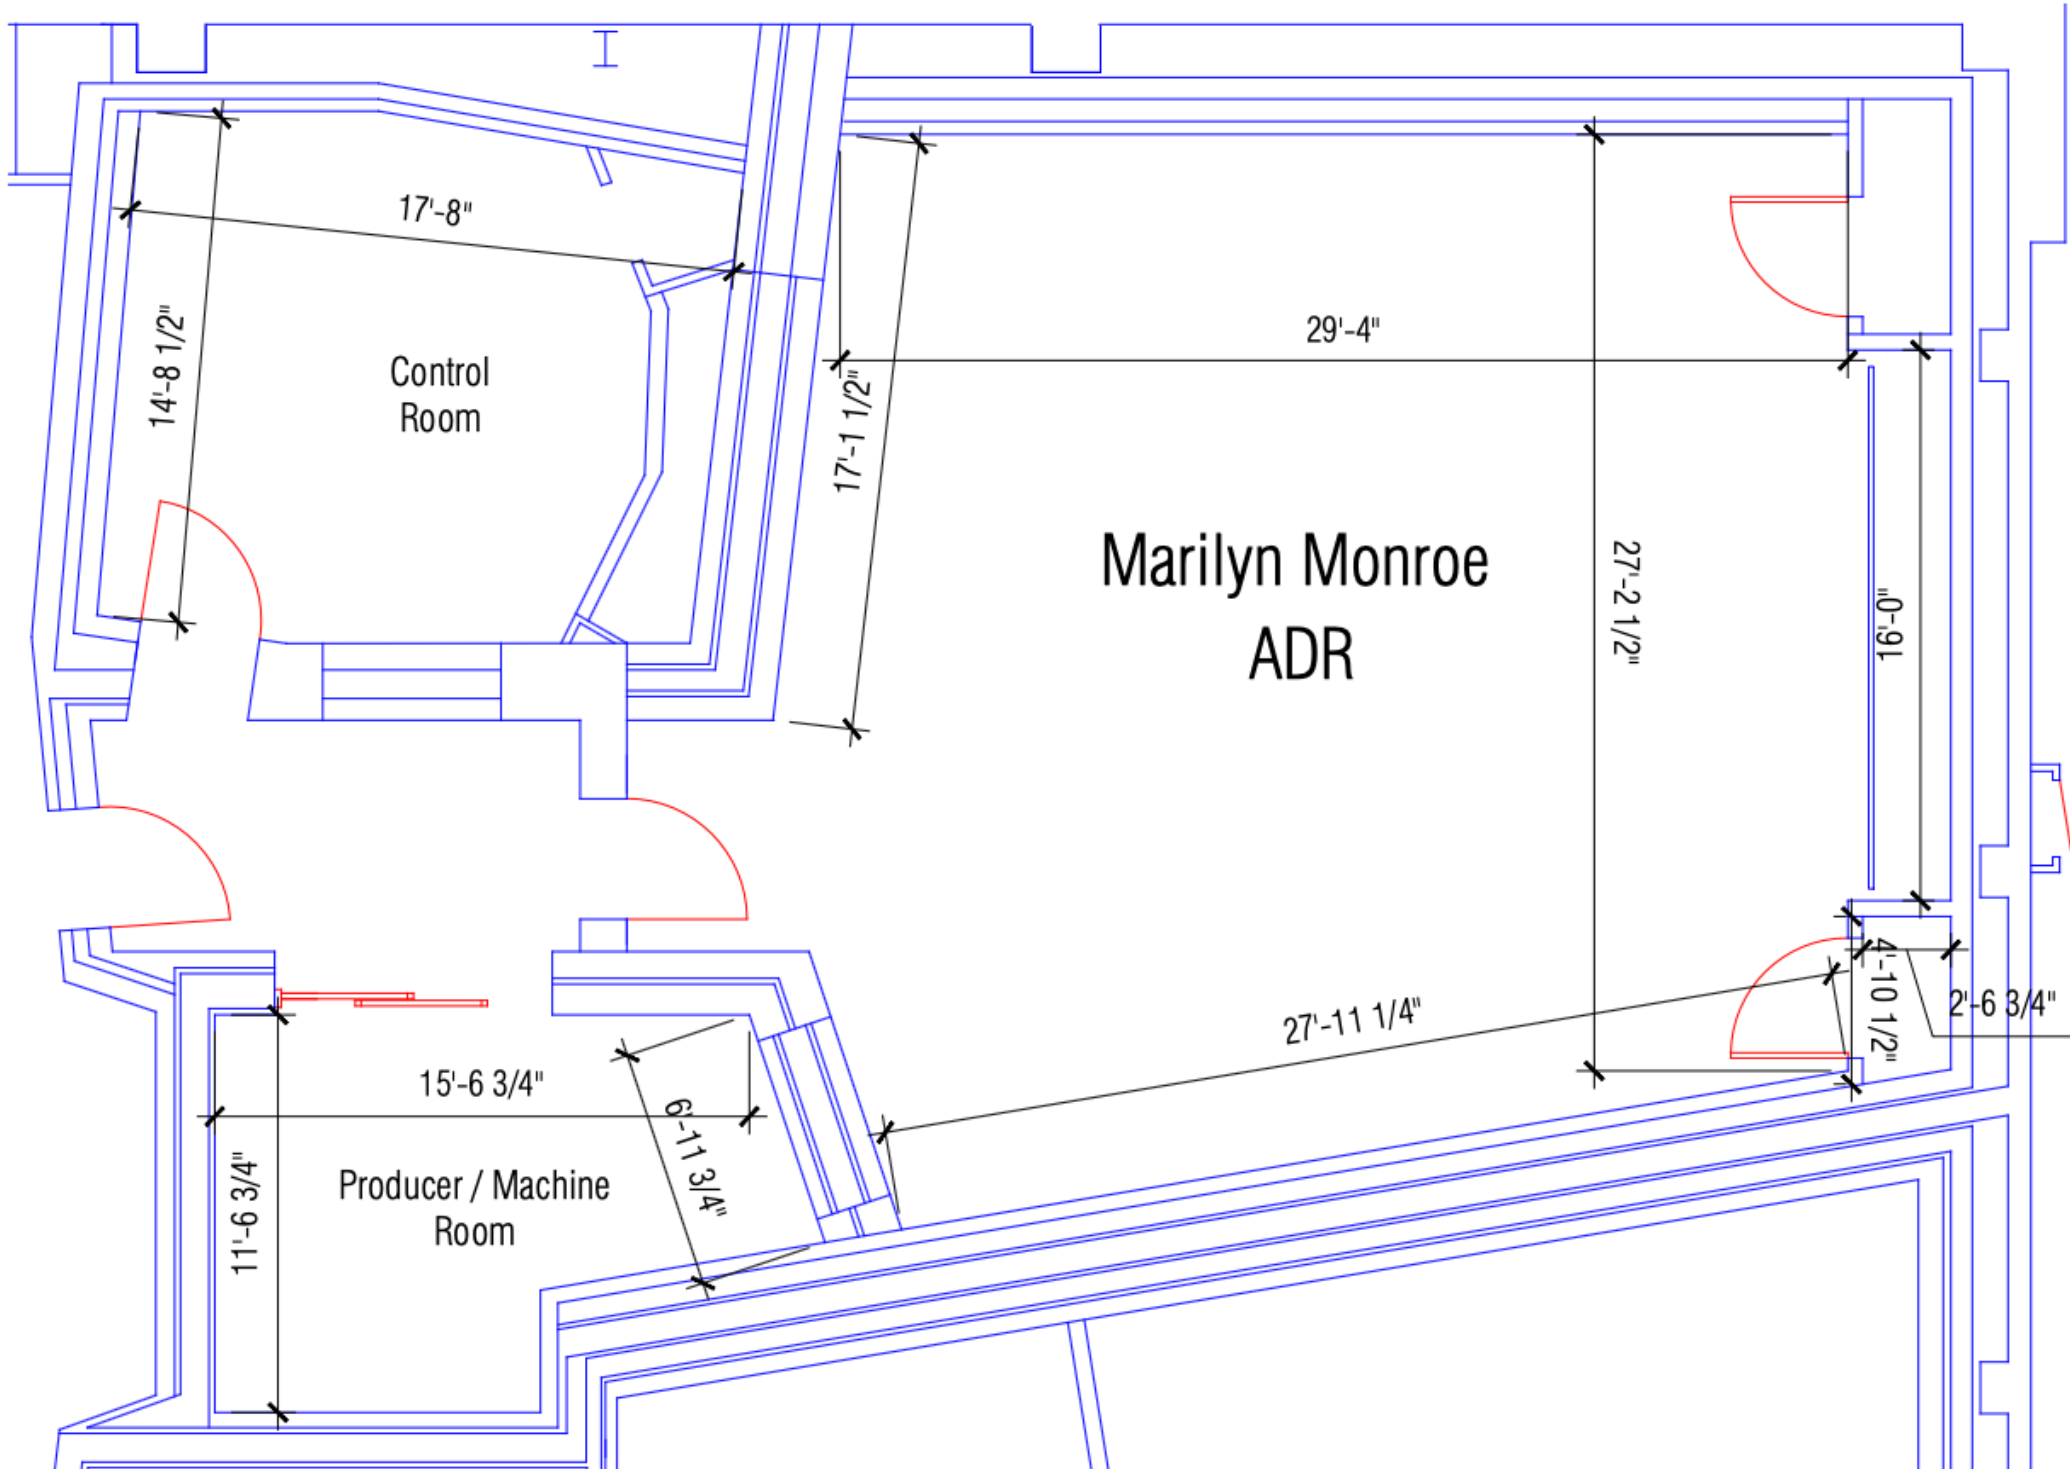 17'-8"
14'-8 1/2"
Control
Room
29'-4"
17'-1 1/2"
Marilyn Monroe
ADR
27'-2 1/2"
16'-0"
4'-10 1/2"
2'-6 3/4"
27'-11 1/4"
15'-6 3/4"
6'-11 3/4"
11'-6 3/4"
Producer / Machine
Room